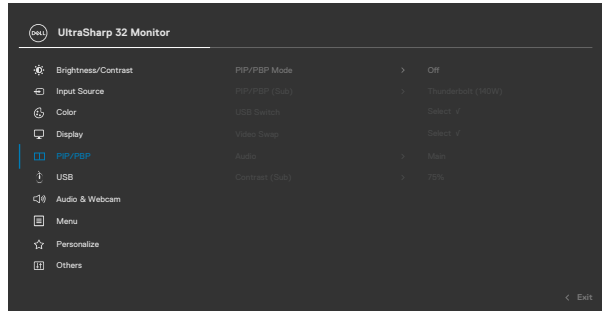 DELL UltraSharp 32 Monitor
Brightness/Contrast PIP/PBP Mode > Off
Input Source PIP/PBP (Sub) > Thunderbolt (140W)
Color USB Switch Select √
Display Video Swap Select √
PIP/PBP Audio > Main
USB Contrast (Sub) > 75%
Audio & Webcam
Menu
Personalize
Others
< Exit